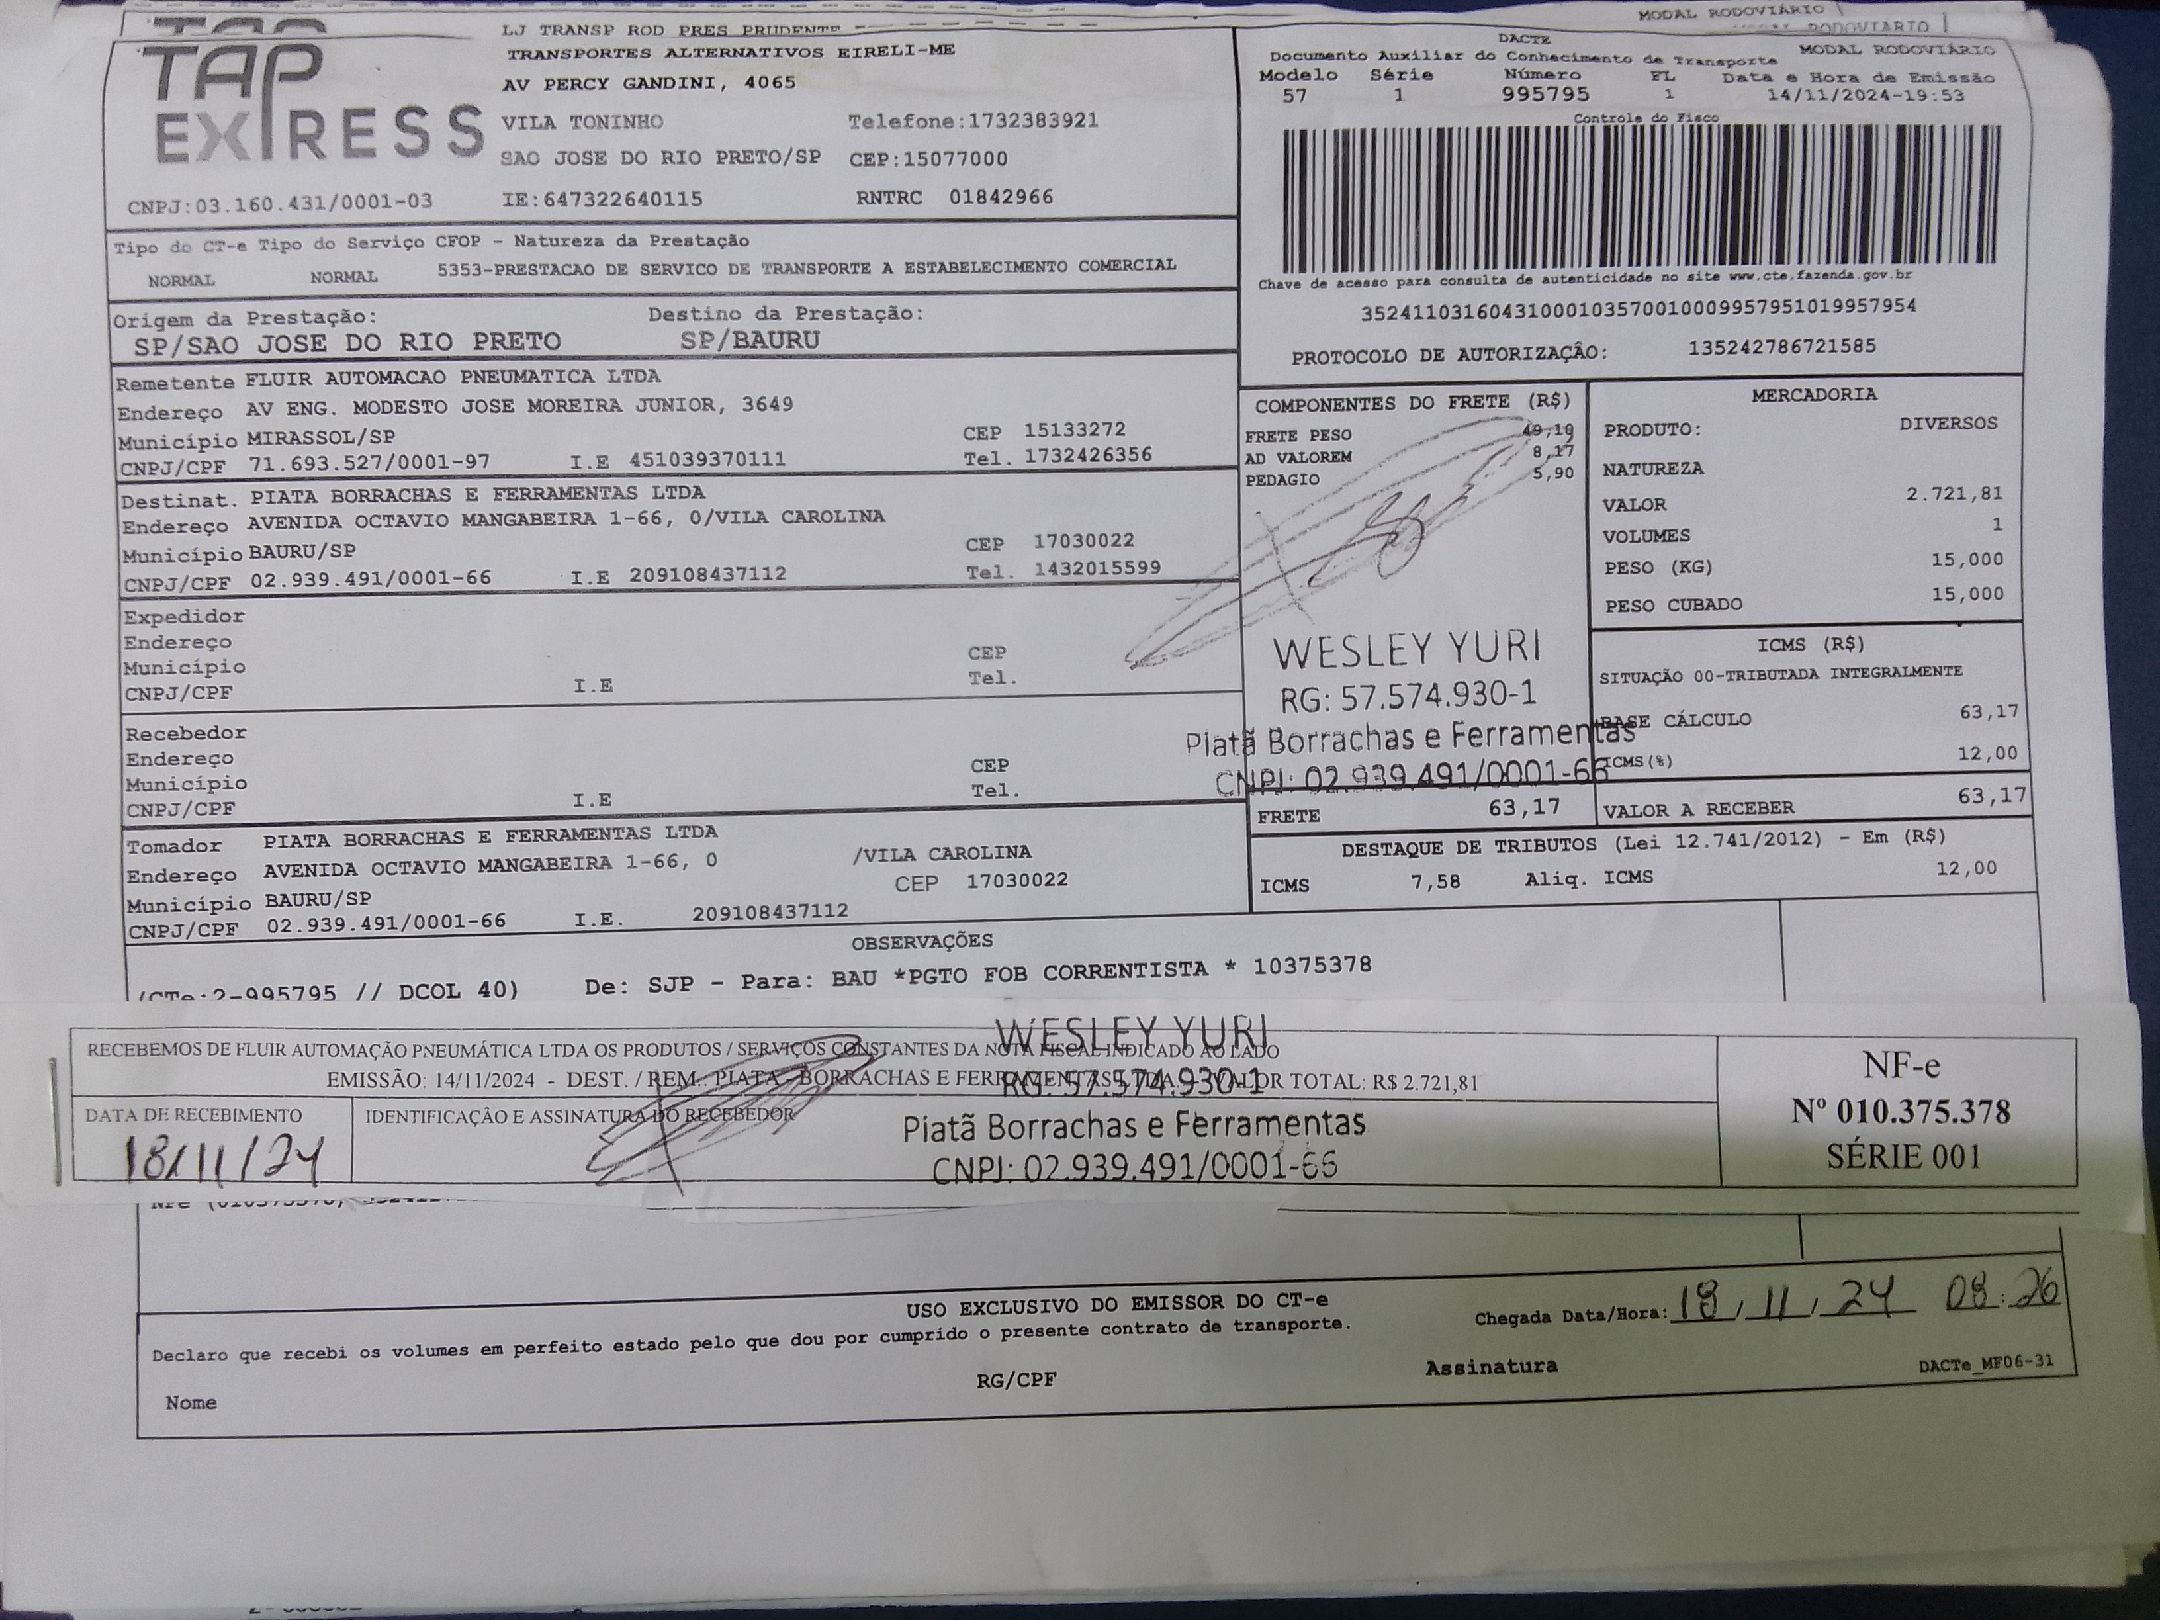 MODAL RODOVIÁRIO
TAP EXPRESS
LJ TRANSP ROD PRES PRUDENTE
TRANSPORTES ALTERNATIVOS EIRELI-ME
AV PERCY GANDINI, 4065
VILA TONINHO Telefone:1732383921
SAO JOSE DO RIO PRETO/SP CEP:15077000
CNPJ:03.160.431/0001-03 IE:647322640115 RNTRC 01842966
DACTE
Documento Auxiliar do Conhecimento de Transporte MODAL RODOVIÁRIO
Modelo Série Número FL Data e Hora de Emissão
57 1 995795 1 14/11/2024-19:53
Controle do Fisco
Chave de acesso para consulta de autenticidade no site www.cte.fazenda.gov.br
35241103160431000103570010009957951019957954
PROTOCOLO DE AUTORIZAÇÃO: 135242786721585
Tipo do CT-e Tipo do Serviço CFOP - Natureza da Prestação
NORMAL NORMAL 5353-PRESTACAO DE SERVICO DE TRANSPORTE A ESTABELECIMENTO COMERCIAL
Origem da Prestação: Destino da Prestação:
SP/SAO JOSE DO RIO PRETO SP/BAURU
Remetente FLUIR AUTOMACAO PNEUMATICA LTDA
Endereço AV ENG. MODESTO JOSE MOREIRA JUNIOR, 3649
Município MIRASSOL/SP CEP 15133272
CNPJ/CPF 71.693.527/0001-97 I.E 451039370111 Tel. 1732426356
Destinat. PIATA BORRACHAS E FERRAMENTAS LTDA
Endereço AVENIDA OCTAVIO MANGABEIRA 1-66, 0/VILA CAROLINA
Município BAURU/SP CEP 17030022
CNPJ/CPF 02.939.491/0001-66 I.E 209108437112 Tel. 1432015599
Expedidor
Endereço
Município CEP
CNPJ/CPF I.E Tel.
Recebedor
Endereço
Município CEP
CNPJ/CPF I.E Tel.
Tomador PIATA BORRACHAS E FERRAMENTAS LTDA
Endereço AVENIDA OCTAVIO MANGABEIRA 1-66, 0 /VILA CAROLINA
Município BAURU/SP CEP 17030022
CNPJ/CPF 02.939.491/0001-66 I.E. 209108437112
COMPONENTES DO FRETE (R$)
FRETE PESO 49,10
AD VALOREM 8,17
PEDAGIO 5,90
WESLEY YURI
RG: 57.574.930-1
Piatã Borrachas e Ferramentas
CNPJ: 02.939.491/0001-66
FRETE 63,17
MERCADORIA
PRODUTO: DIVERSOS
NATUREZA
VALOR 2.721,81
VOLUMES 1
PESO (KG) 15,000
PESO CUBADO 15,000
ICMS (R$)
SITUAÇÃO 00-TRIBUTADA INTEGRALMENTE
BASE CÁLCULO 63,17
ICMS(%) 12,00
VALOR A RECEBER 63,17
DESTAQUE DE TRIBUTOS (Lei 12.741/2012) - Em (R$)
ICMS 7,58 Aliq. ICMS 12,00
OBSERVAÇÕES
(CTe:2-995795 // DCOL 40) De: SJP - Para: BAU *PGTO FOB CORRENTISTA * 10375378
RECEBEMOS DE FLUIR AUTOMAÇÃO PNEUMÁTICA LTDA OS PRODUTOS / SERVIÇOS CONSTANTES DA NOTA FISCAL INDICADO AO LADO
EMISSÃO: 14/11/2024 - DEST. / REM.: PIATA - BORRACHAS E FERRAMENTAS LTDA - VALOR TOTAL: R$ 2.721,81
DATA DE RECEBIMENTO IDENTIFICAÇÃO E ASSINATURA DO RECEBEDOR
18/11/24
WESLEY YURI
RG: 57.574.930-1
Piatã Borrachas e Ferramentas
CNPJ: 02.939.491/0001-66
NF-e
Nº 010.375.378
SÉRIE 001
USO EXCLUSIVO DO EMISSOR DO CT-e
Chegada Data/Hora: 18/11/24 08:26
Declaro que recebi os volumes em perfeito estado pelo que dou por cumprido o presente contrato de transporte.
Nome RG/CPF Assinatura DACTe_MF06-31